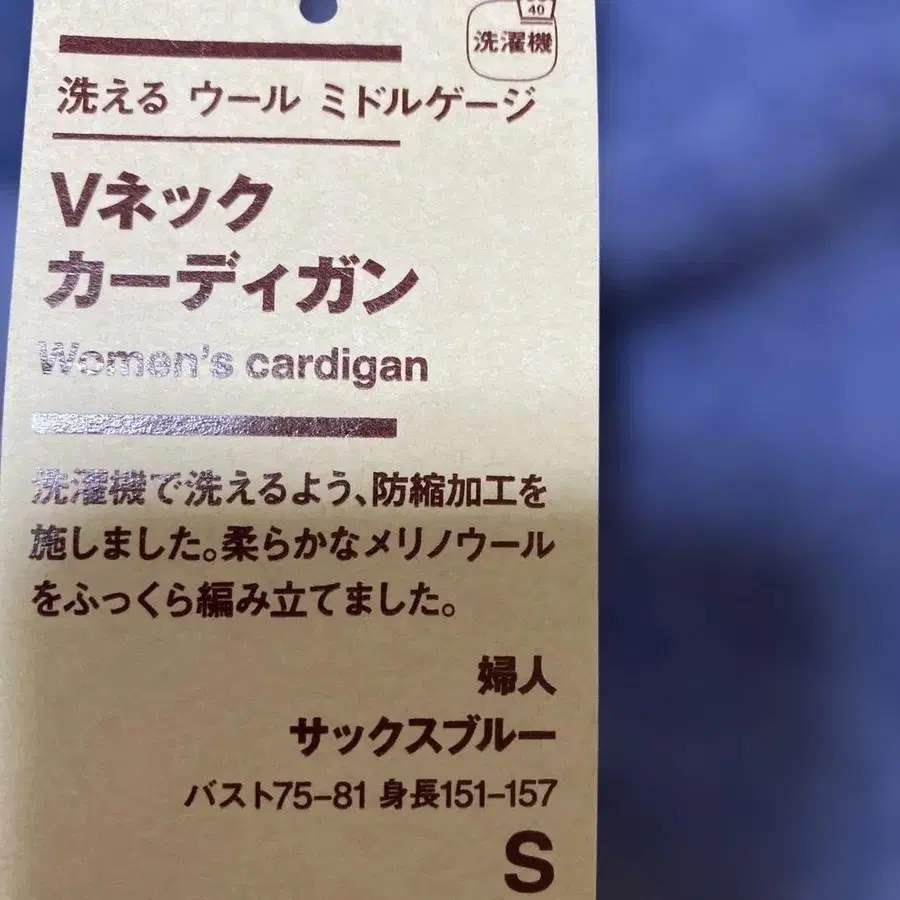 40
洗濯機
洗える ウール ミドルゲージ
Vネック
カーディガン
Women's cardigan
洗濯機で洗えるよう、防縮加工を
施しました。柔らかなメリノウール
をふっくら編み立てました。
婦人
サックスブルー
バスト75-81 身長151-157
S